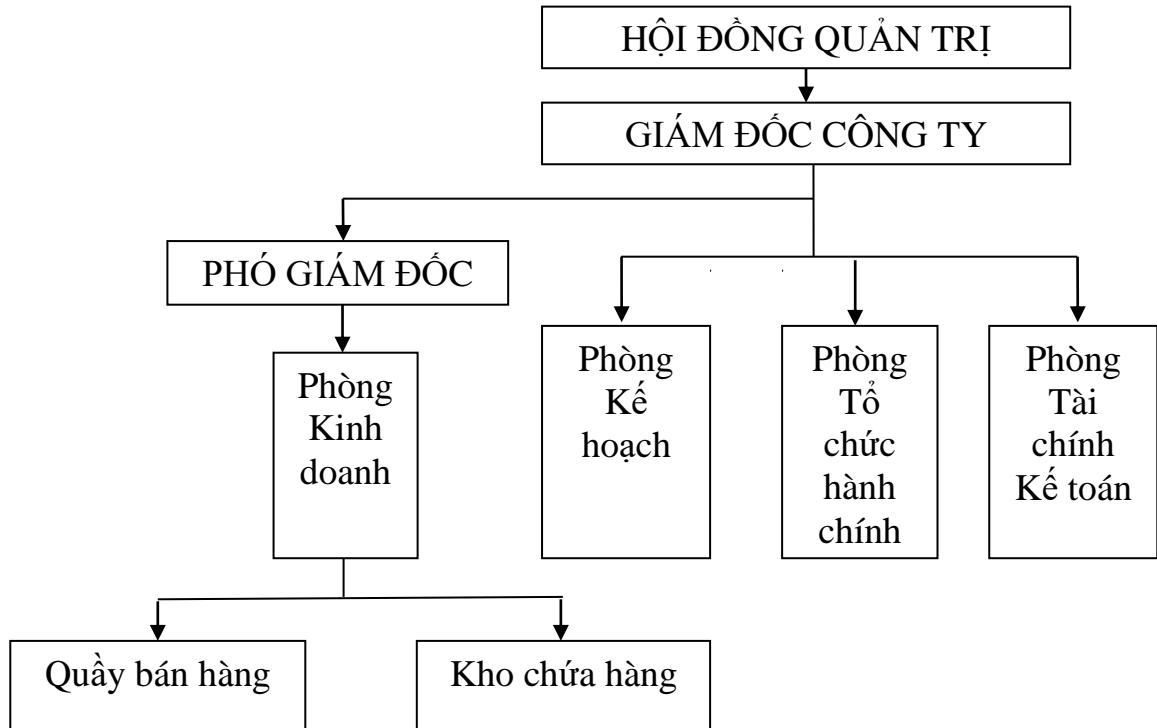 HỘI ĐỒNG QUẢN TRỊ
GIÁM ĐỐC CÔNG TY
PHÓ GIÁM ĐỐC
Phòng
Kinh
doanh
Phòng
Kế
hoạch
Phòng
Tổ
chức
hành
chính
Phòng
Tài
chính
Kế toán
Quầy bán hàng
Kho chứa hàng